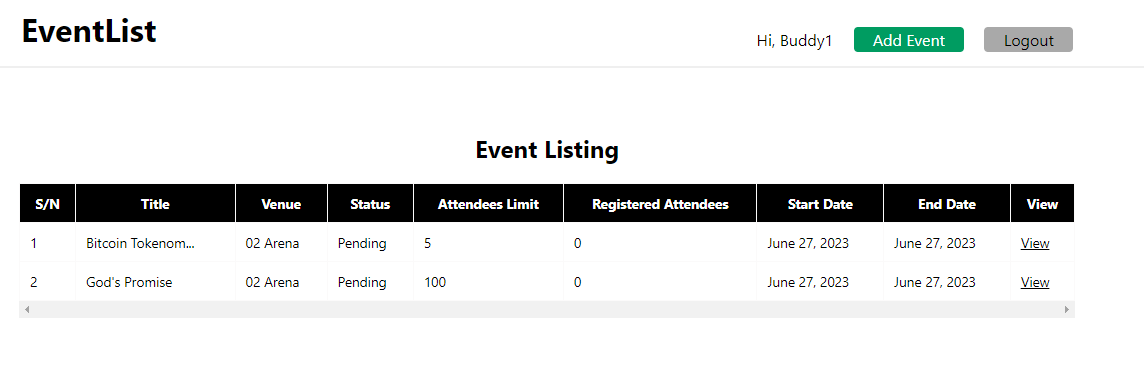 EventList
Hi, Buddy1 Add Event Logout
Event Listing
S/N Title Venue Status Attendees Limit Registered Attendees Start Date End Date View
1 Bitcoin Tokenom... 02 Arena Pending 5 0 June 27, 2023 June 27, 2023 View
2 God's Promise 02 Arena Pending 100 0 June 27, 2023 June 27, 2023 View